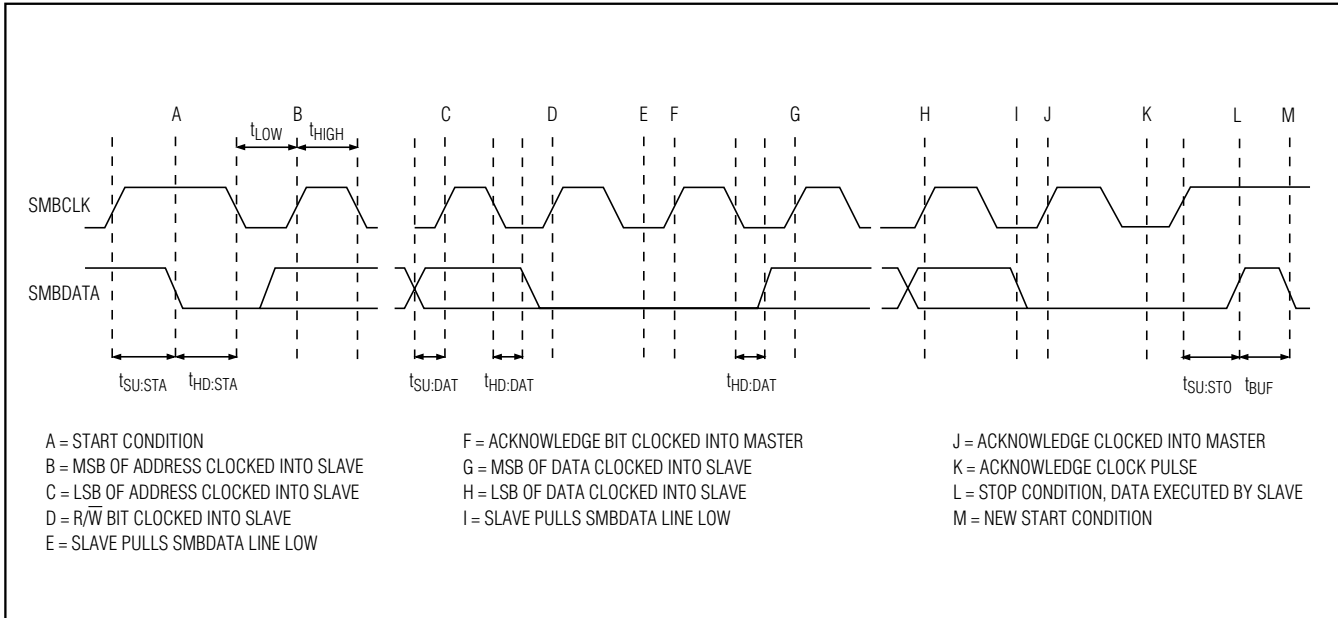 A B C D E F G H I J K L M
tLOW tHIGH
SMBCLK
SMBDATA
tSU:STA tHD:STA tSU:DAT tHD:DAT tHD:DAT tSU:STO tBUF
A = START CONDITION
B = MSB OF ADDRESS CLOCKED INTO SLAVE
C = LSB OF ADDRESS CLOCKED INTO SLAVE
D = R/W̅ BIT CLOCKED INTO SLAVE
E = SLAVE PULLS SMBDATA LINE LOW
F = ACKNOWLEDGE BIT CLOCKED INTO MASTER
G = MSB OF DATA CLOCKED INTO SLAVE
H = LSB OF DATA CLOCKED INTO SLAVE
I = SLAVE PULLS SMBDATA LINE LOW
J = ACKNOWLEDGE CLOCKED INTO MASTER
K = ACKNOWLEDGE CLOCK PULSE
L = STOP CONDITION, DATA EXECUTED BY SLAVE
M = NEW START CONDITION